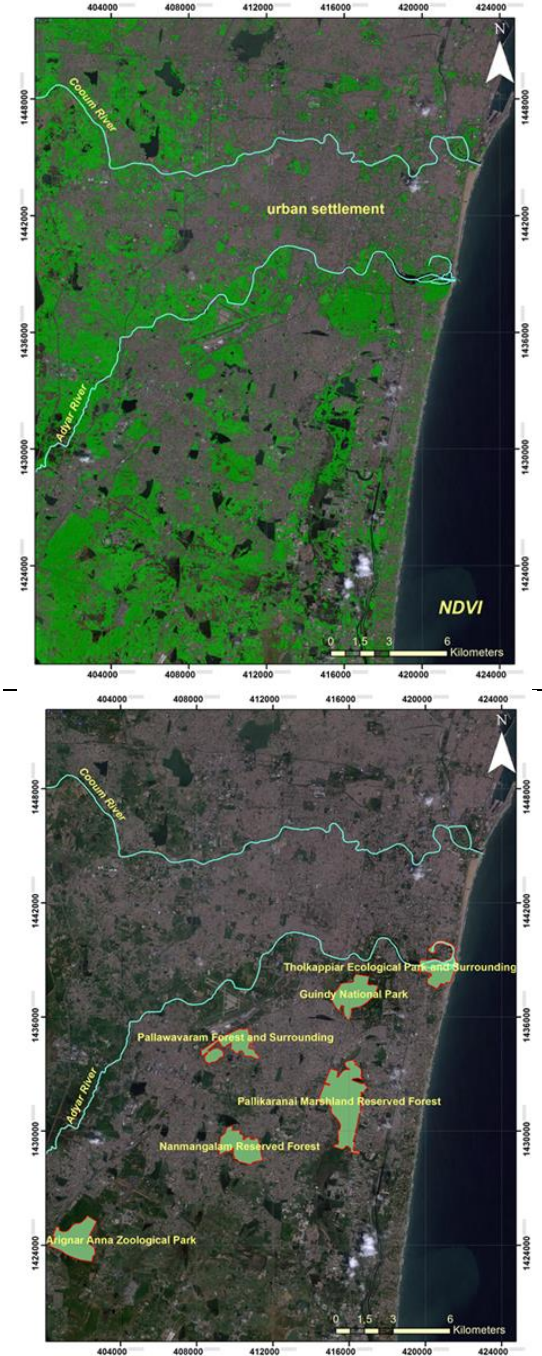 404000 408000 412000 416000 420000 424000
N
1448000 1448000
Cooum River
1442000 1442000
urban settlement
1436000 1436000
Adyar River
1430000 1430000
1424000 1424000
NDVI
0 1,5 3 6
Kilometers
404000 408000 412000 416000 420000 424000
404000 408000 412000 416000 420000 424000
N
1448000 1448000
Cooum River
1442000 1442000
Tholkappiar Ecological Park and Surrounding
Guindy National Park
1436000 1436000
Pallawavaram Forest and Surrounding
Adyar River
Pallikaranai Marshland Reserved Forest
1430000 1430000
Nanmangalam Reserved Forest
Arignar Anna Zoological Park
1424000 1424000
0 1,5 3 6
Kilometers
404000 408000 412000 416000 420000 424000